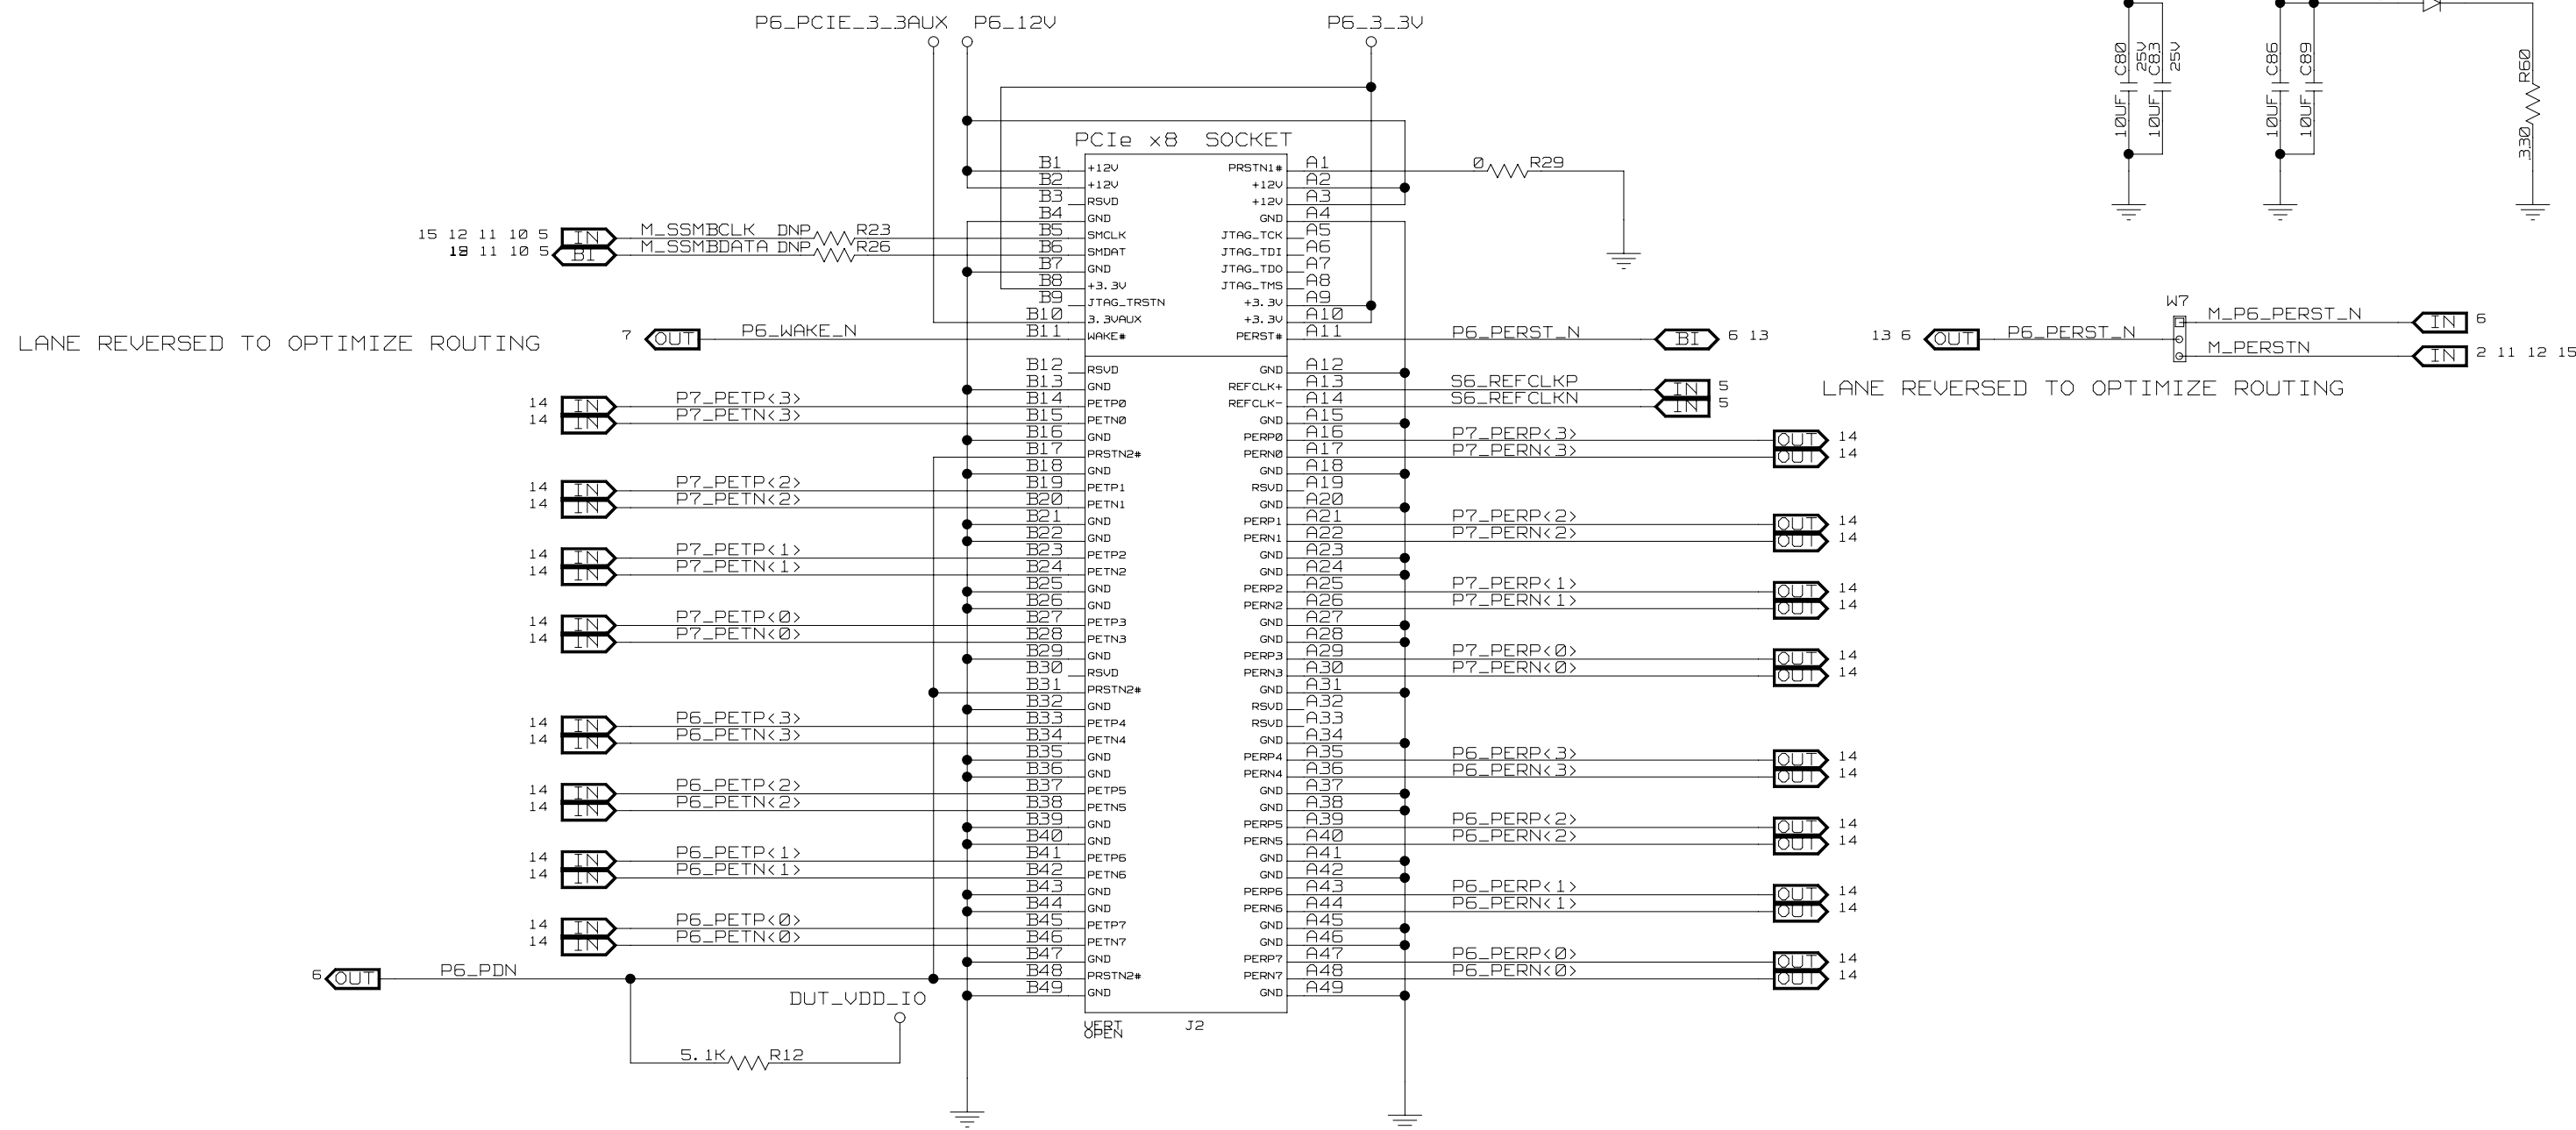 P6_PCIE_3_3AUX P6_12V P6_3_3V
C80 25V C83 25V C86 C89 R60
10UF 10UF 10UF 10UF 330
PCIe x8 SOCKET
B1 +12V PRSTN1# A1 0 R29
B2 +12V +12V A2
B3 RSVD +12V A3
B4 GND GND A4
15 12 11 10 5 IN M_SSMBCLK DNP R23 B5 SMCLK JTAG_TCK A5
11 10 5 BI M_SSMBDATA DNP R26 B6 SMDAT JTAG_TDI A6
B7 GND JTAG_TDO A7
B8 +3.3V JTAG_TMS A8
B9 JTAG_TRSTN +3.3V A9
B10 3.3VAUX +3.3V A10
W7 M_P6_PERST_N IN 6
7 OUT P6_WAKE_N B11 WAKE# PERST# A11 P6_PERST_N BI 6 13
13 6 OUT P6_PERST_N
LANE REVERSED TO OPTIMIZE ROUTING
M_PERSTN IN 2 11 12 15
B12 RSVD GND A12
B13 GND REFCLK+ A13 S6_REFCLKP IN 5
LANE REVERSED TO OPTIMIZE ROUTING
14 IN P7_PETP<3> B14 PETP0 REFCLK- A14 S6_REFCLKN IN 5
14 IN P7_PETN<3> B15 PETN0 GND A15
B16 GND PERP0 A16 P7_PERP<3> OUT 14
B17 PRSTN2# PERN0 A17 P7_PERN<3> OUT 14
B18 GND GND A18
14 IN P7_PETP<2> B19 PETP1 RSVD A19
14 IN P7_PETN<2> B20 PETN1 GND A20
B21 GND PERP1 A21 P7_PERP<2> OUT 14
B22 GND PERN1 A22 P7_PERN<2> OUT 14
14 IN P7_PETP<1> B23 PETP2 GND A23
14 IN P7_PETN<1> B24 PETN2 GND A24
B25 GND PERP2 A25 P7_PERP<1> OUT 14
B26 GND PERN2 A26 P7_PERN<1> OUT 14
14 IN P7_PETP<0> B27 PETP3 GND A27
14 IN P7_PETN<0> B28 PETN3 GND A28
B29 GND PERP3 A29 P7_PERP<0> OUT 14
B30 RSVD PERN3 A30 P7_PERN<0> OUT 14
B31 PRSTN2# GND A31
B32 GND RSVD A32
14 IN P6_PETP<3> B33 PETP4 RSVD A33
14 IN P6_PETN<3> B34 PETN4 GND A34
B35 GND PERP4 A35 P6_PERP<3> OUT 14
B36 GND PERN4 A36 P6_PERN<3> OUT 14
14 IN P6_PETP<2> B37 PETP5 GND A37
14 IN P6_PETN<2> B38 PETN5 GND A38
B39 GND PERP5 A39 P6_PERP<2> OUT 14
B40 GND PERN5 A40 P6_PERN<2> OUT 14
14 IN P6_PETP<1> B41 PETP6 GND A41
14 IN P6_PETN<1> B42 PETN6 GND A42
B43 GND PERP6 A43 P6_PERP<1> OUT 14
B44 GND PERN6 A44 P6_PERN<1> OUT 14
14 IN P6_PETP<0> B45 PETP7 GND A45
14 IN P6_PETN<0> B46 PETN7 GND A46
B47 GND PERP7 A47 P6_PERP<0> OUT 14
6 OUT P6_PDN B48 PRSTN2# PERN7 A48 P6_PERN<0> OUT 14
B49 GND GND A49
DUT_VDD_IO
VERT J2
OPEN
5.1K R12